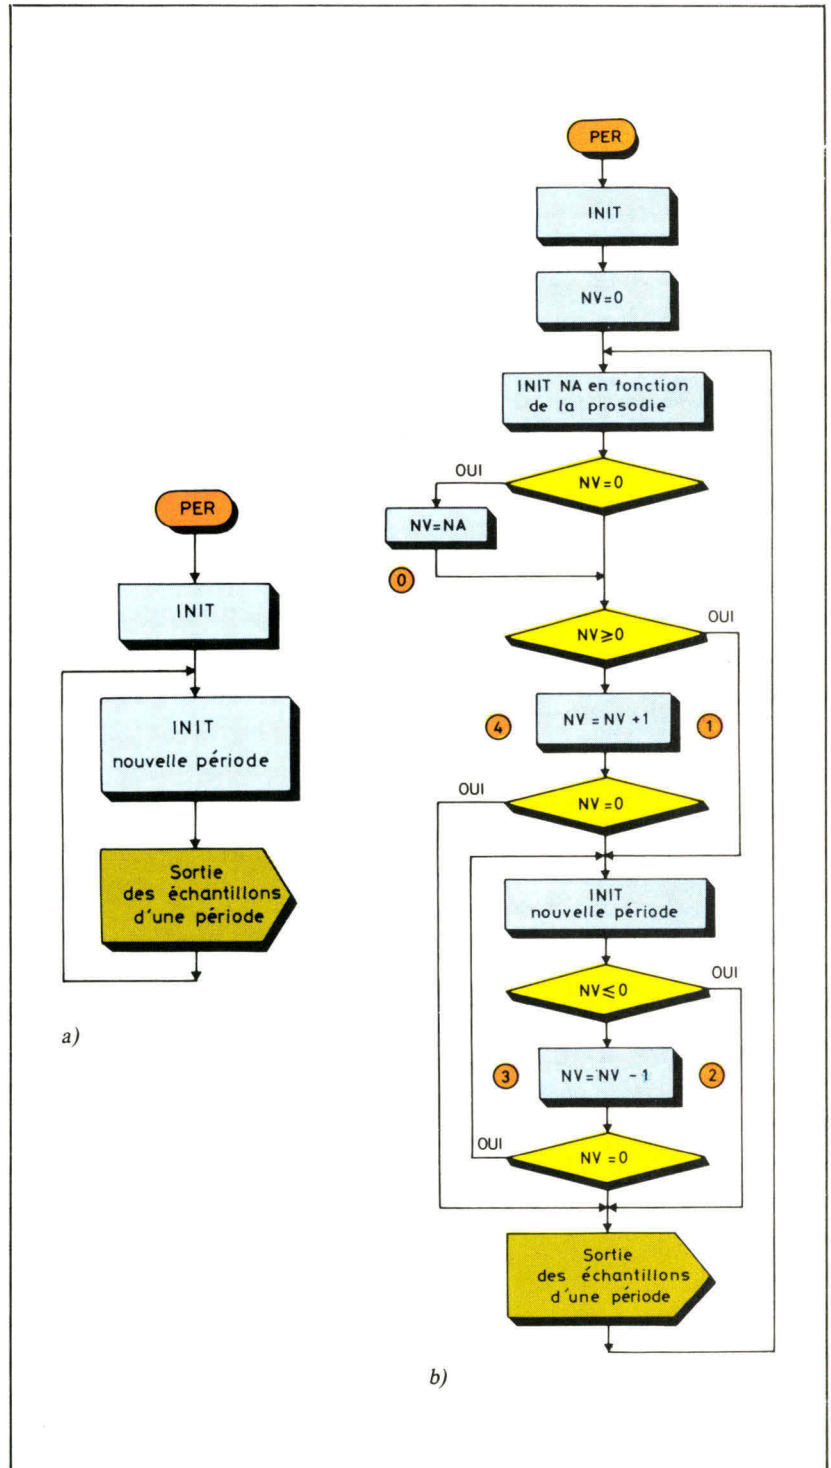 PER
INIT
INIT
nouvelle période
Sortie
des échantillons
d'une période
a)
PER
INIT
NV=0
INIT NA en fonction
de la prosodie
OUI
NV=0
NV=NA
0
NV≥0
OUI
4
NV = NV +1
1
OUI
NV=0
INIT
nouvelle période
NV≤0
OUI
3
NV= NV - 1
2
OUI
NV =0
Sortie
des échantillons
d'une période
b)